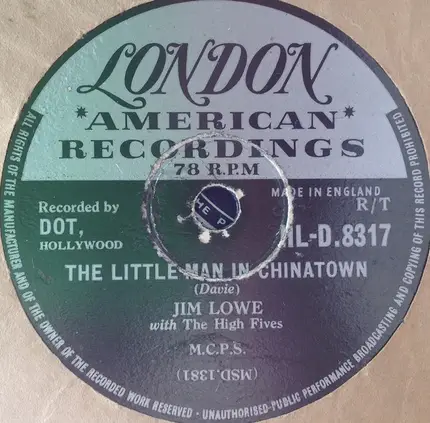 LONDON
*AMERICAN*
RECORDINGS
78 R.P.M
MADE IN ENGLAND
R/T
Recorded by
DOT,
HOLLYWOOD
HL-D.8317
THE LITTLE MAN IN CHINATOWN
(Davie)
JIM LOWE
with The High Fives
M.C.P.S.
(MSD.1381)
ALL RIGHTS OF THE MANUFACTURER AND OF THE OWNER OF THE RECORDED WORK RESERVED · UNAUTHORISED·PUBLIC PERFORMANCE BROADCASTING AND COPYING OF THIS RECORD PROHIBITED